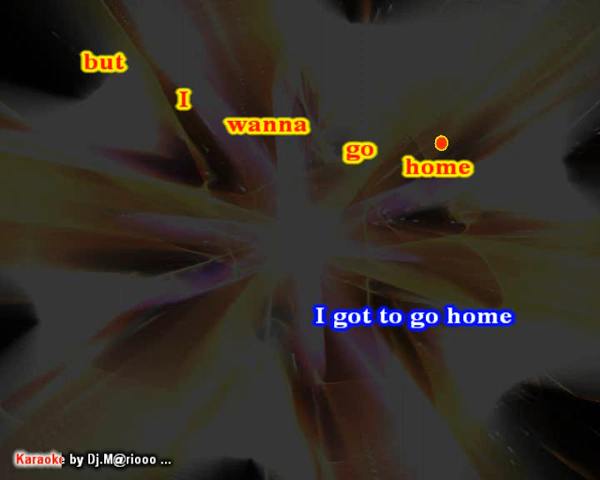 but
I
wanna
go
home
I got to go home
Karaoke by Dj.M@riooo ...